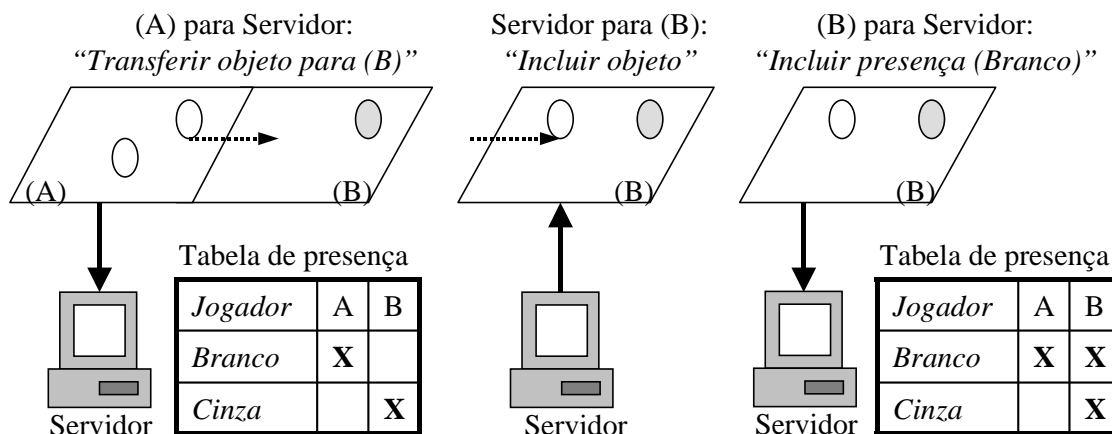 (A) para Servidor:
“Transferir objeto para (B)”
(A)
(B)
Tabela de presença
Jogador A B
Branco X
Cinza X
Servidor
Servidor para (B):
“Incluir objeto”
(B)
Servidor
(B) para Servidor:
“Incluir presença (Branco)”
(B)
Tabela de presença
Jogador A B
Branco X X
Cinza X
Servidor